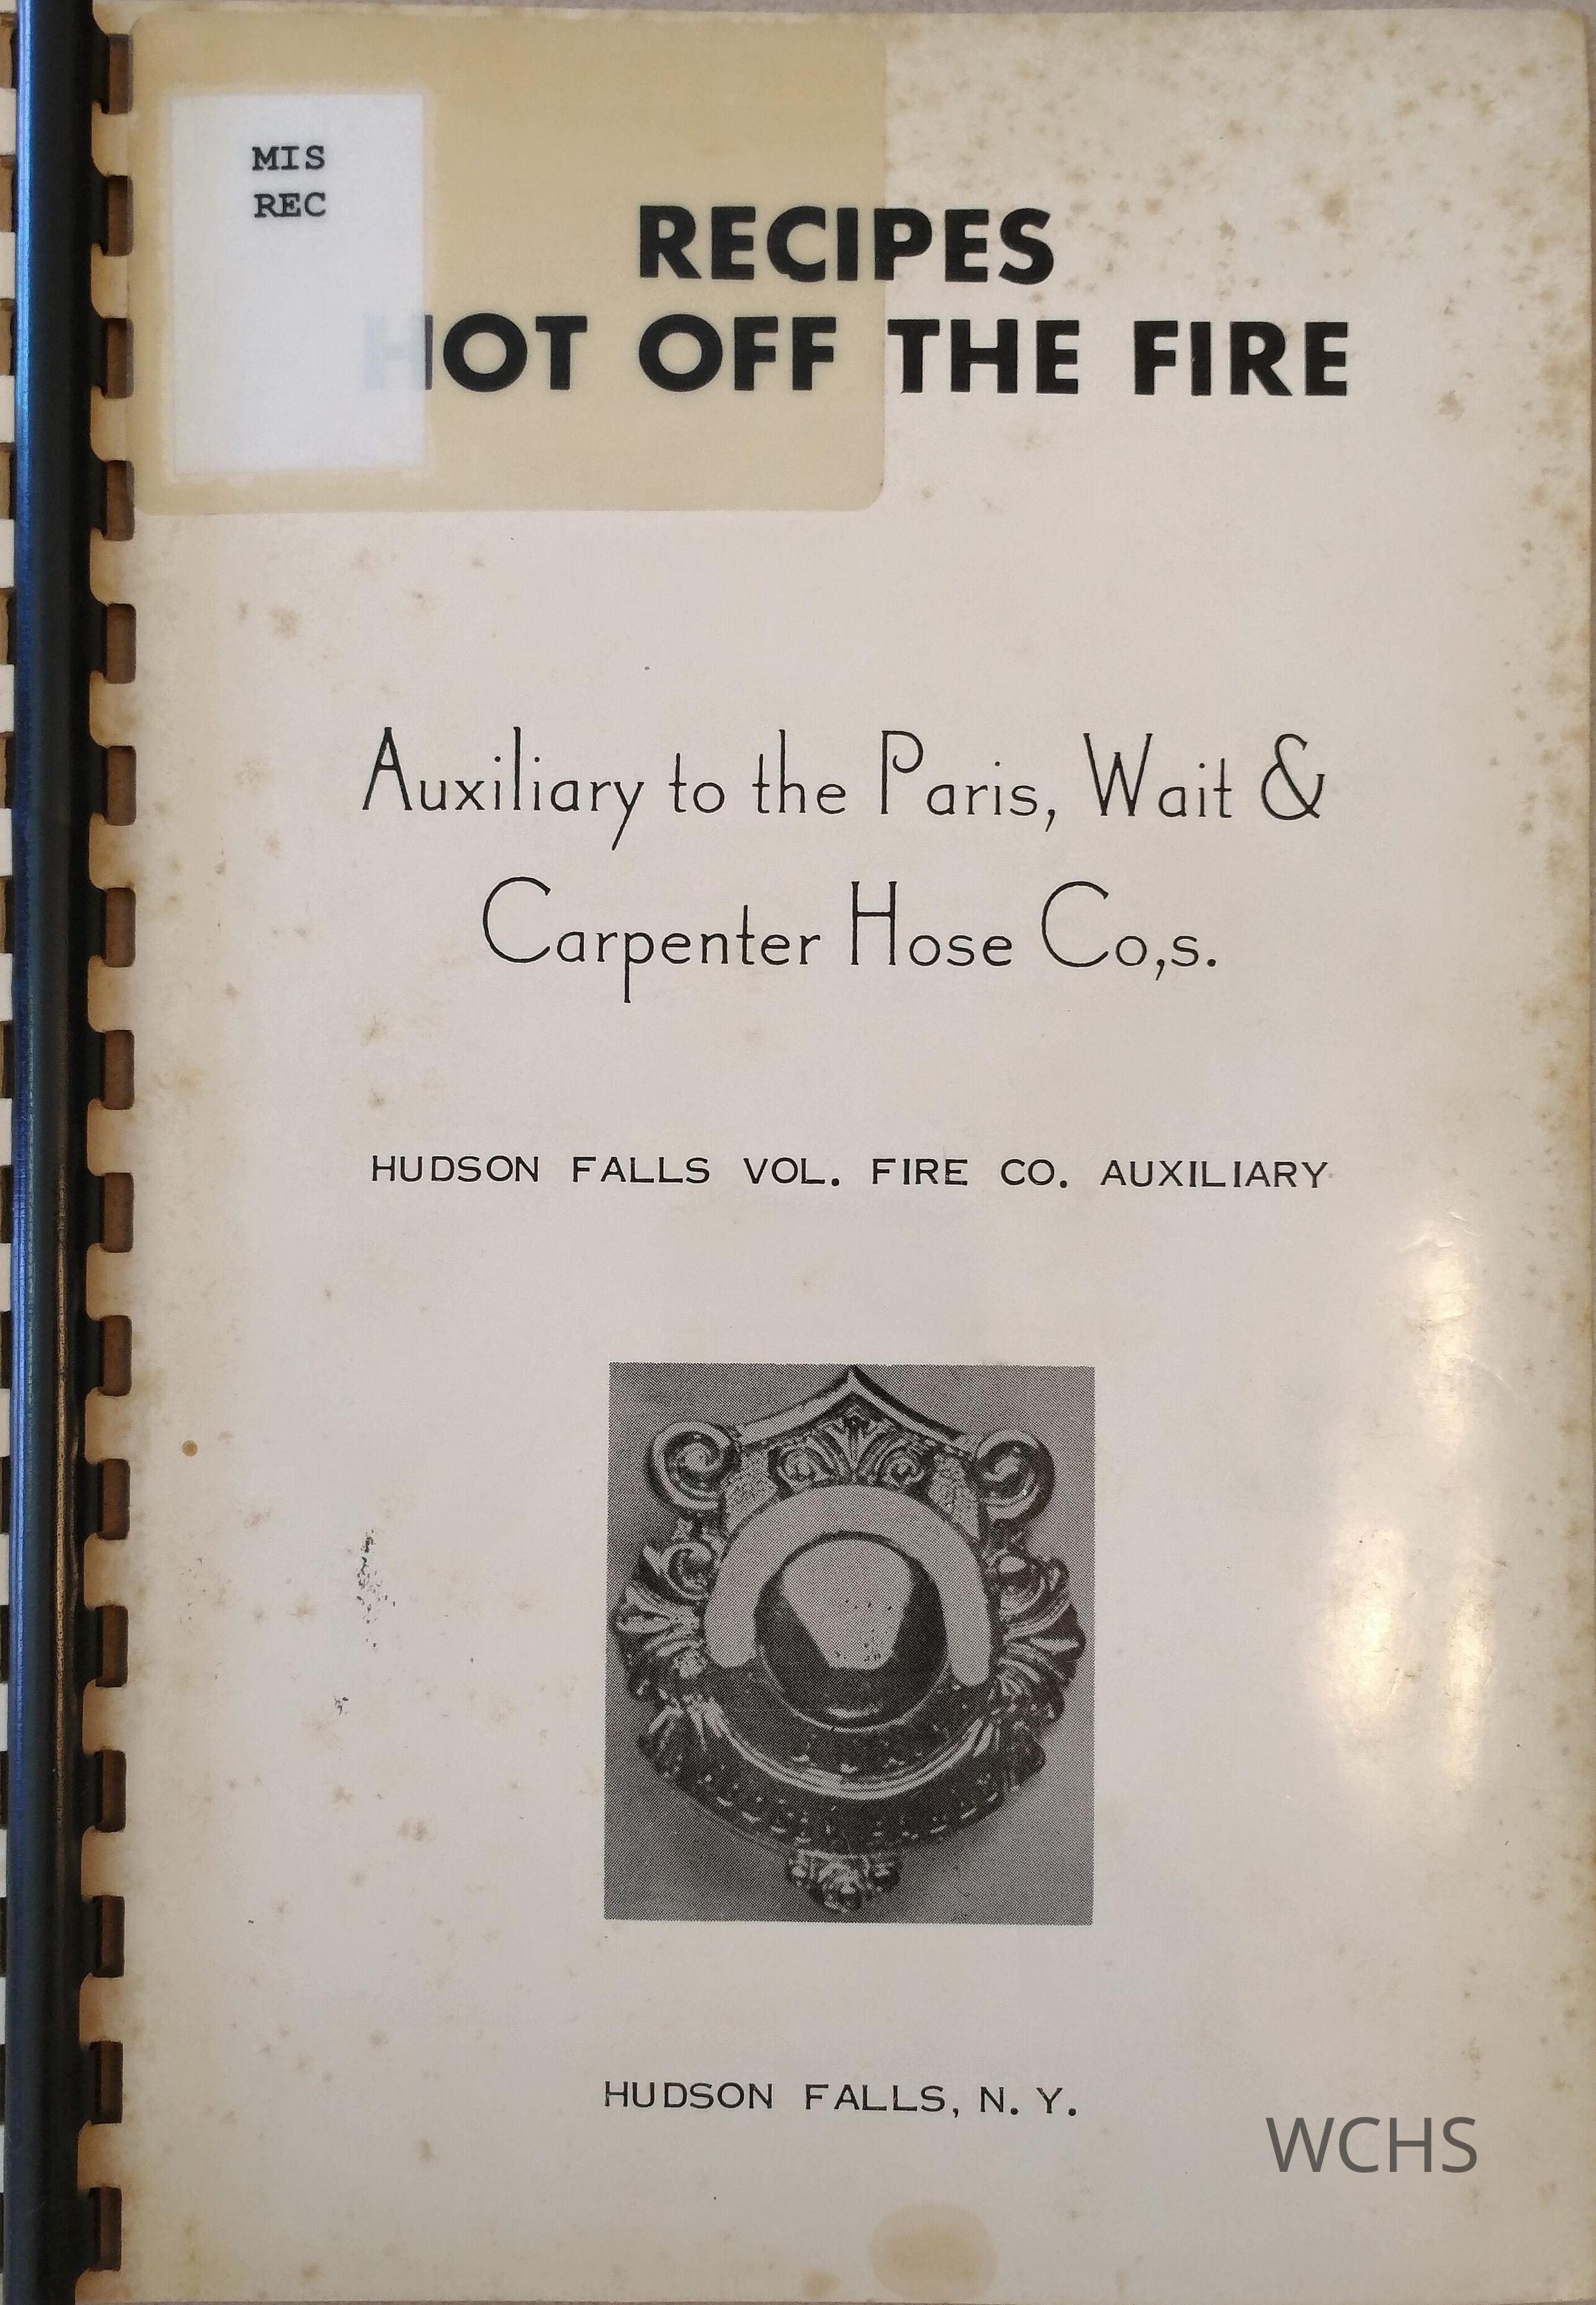 MIS
REC
RECIPES
HOT OFF THE FIRE
Auxiliary to the Paris, Wait &
Carpenter Hose Co,s.
HUDSON FALLS VOL. FIRE CO. AUXILIARY
HUDSON FALLS, N. Y.
WCHS